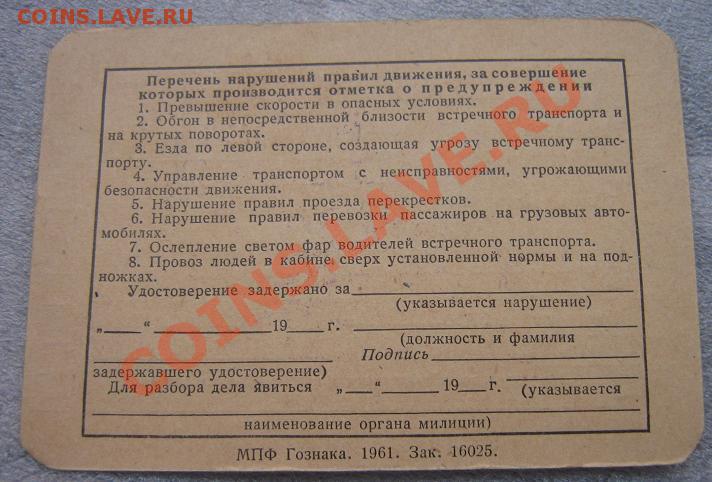 COINS.LAVE.RU
Перечень нарушений правил движения, за совершение
которых производится отметка о предупреждении
1. Превышение скорости в опасных условиях.
2. Обгон в непосредственной близости встречного транспорта и
на крутых поворотах.
3. Езда по левой стороне, создающая угрозу встречному транс-
порту.
4. Управление транспортом с неисправностями, угрожающими
безопасности движения.
5. Нарушение правил проезда перекрестков.
6. Нарушение правил перевозки пассажиров на грузовых авто-
мобилях.
7. Ослепление светом фар водителей встречного транспорта.
8. Провоз людей в кабине сверх установленной нормы и на под-
ножках.
Удостоверение задержано за
(указывается нарушение)
„ “ 19 г.
(должность и фамилия
Подпись
задержавшего удостоверение)
Для разбора дела явиться „ “ 19 г. (указывается
наименование органа милиции)
МПФ Гознака. 1961. Зак. 16025.
COINS.LAVE.RU